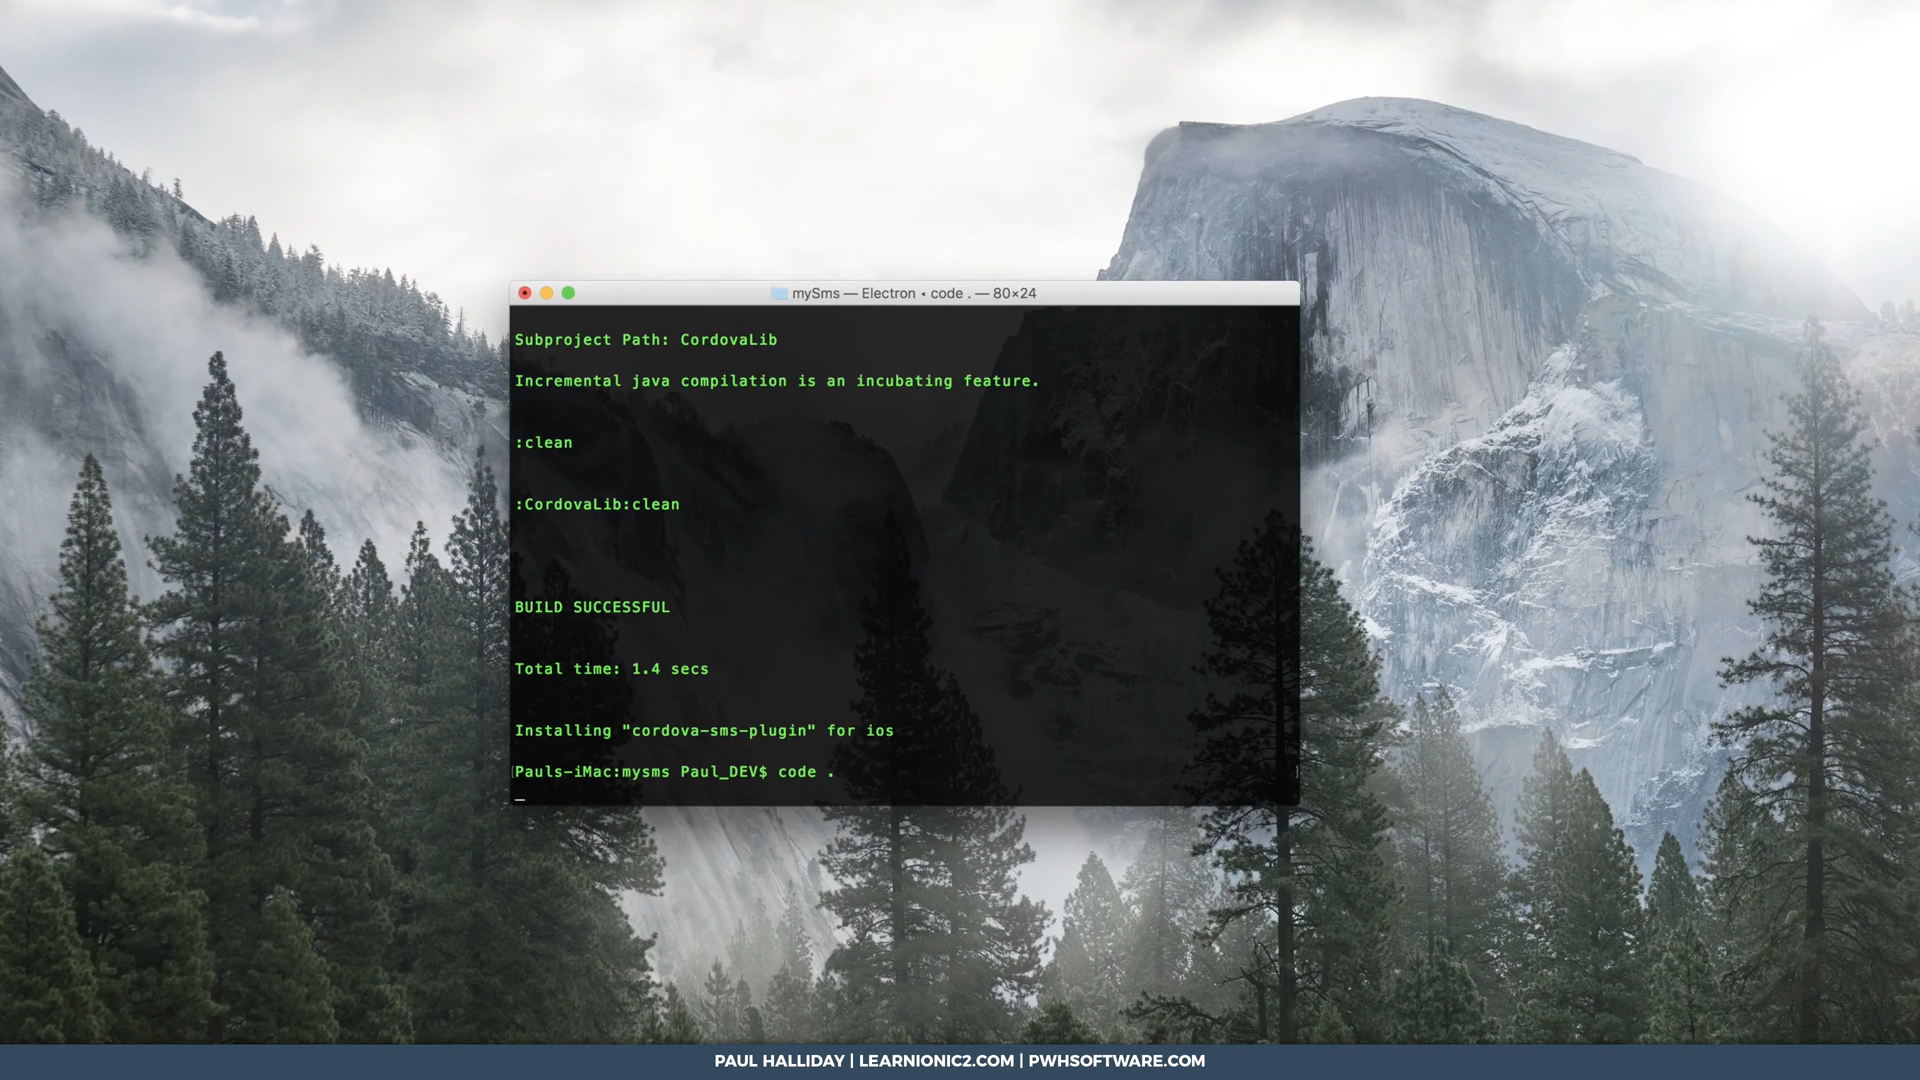 mySms — Electron ◂ code . — 80×24
Subproject Path: CordovaLib
Incremental java compilation is an incubating feature.
:clean
:CordovaLib:clean
BUILD SUCCESSFUL
Total time: 1.4 secs
Installing "cordova-sms-plugin" for ios
[Pauls-iMac:mysms Paul_DEV$ code . ]
PAUL HALLIDAY | LEARNIONIC2.COM | PWHSOFTWARE.COM